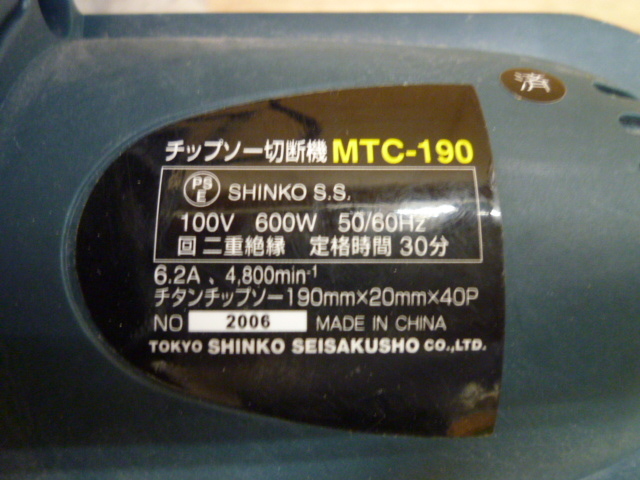 済
チップソー切断機 MTC-190
PS E SHINKO S.S.
100V 600W 50/60Hz
回 二重絶縁 定格時間 30分
6.2A、4,800min-1
チタンチップソー190mm×20mm×40P
NO 2006 MADE IN CHINA
TOKYO SHINKO SEISAKUSHO CO.,LTD.